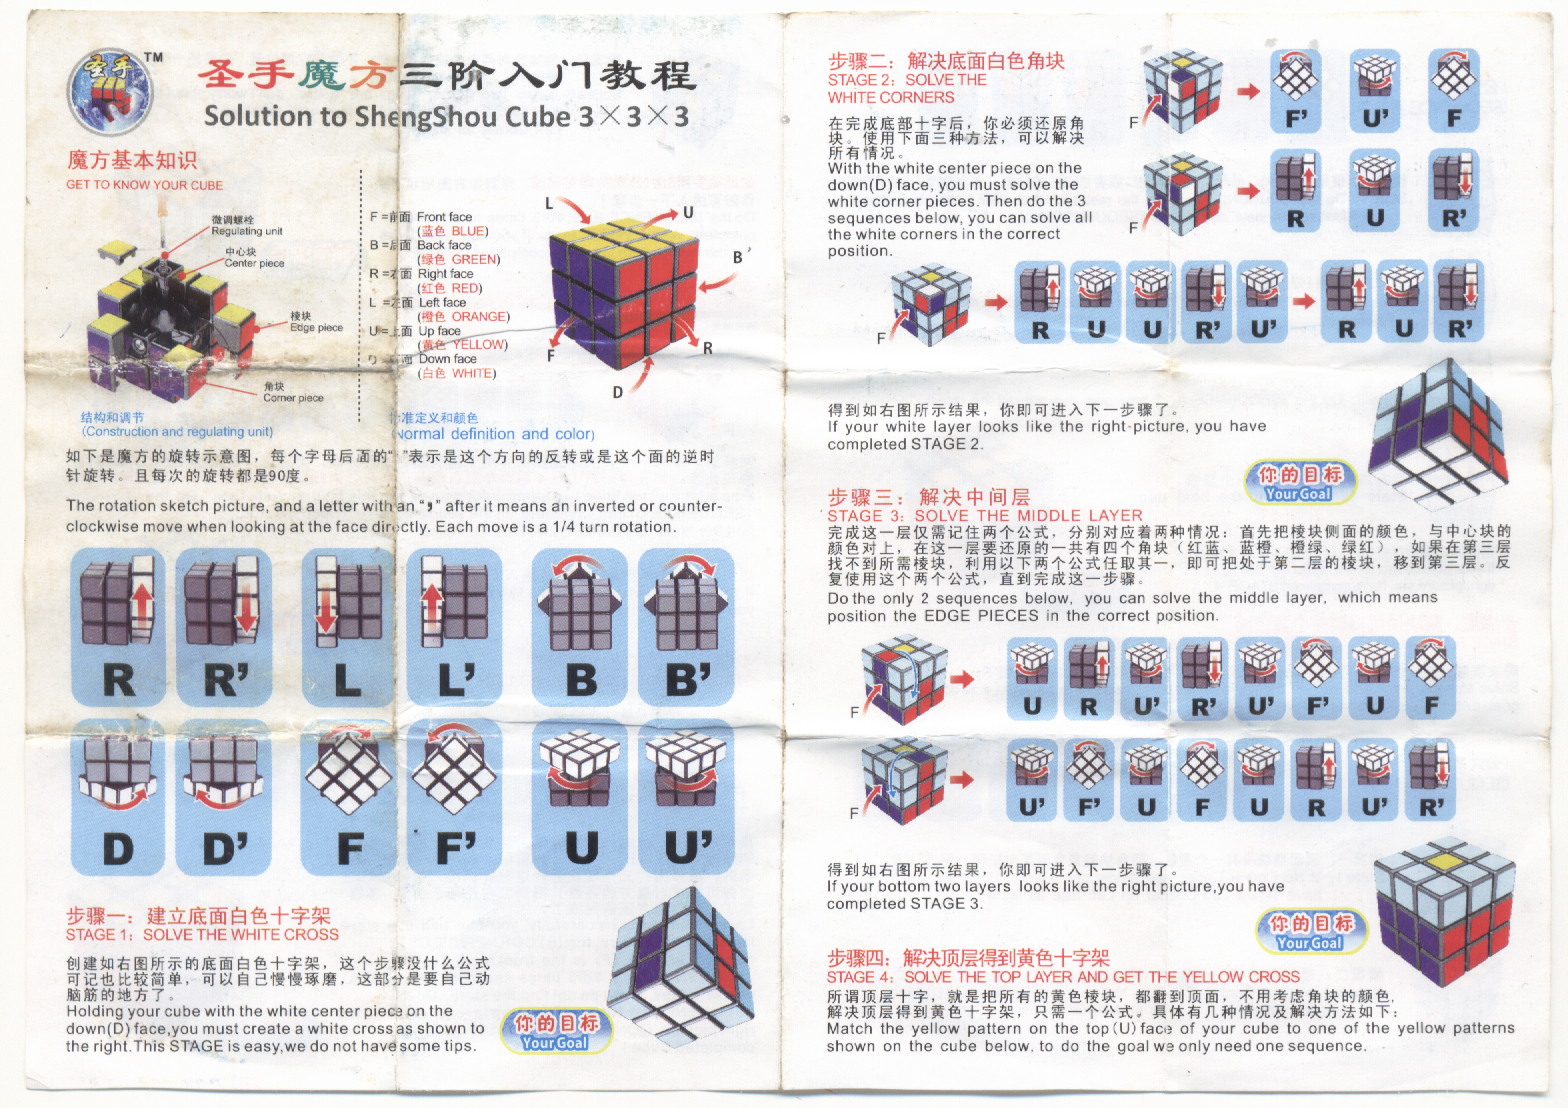 圣手 TM
圣手魔方三阶入门教程
Solution to ShengShou Cube 3×3×3
魔方基本知识
GET TO KNOW YOUR CUBE
微调螺栓
Regulating unit
中心块
Center piece
棱块
Edge piece
角块
Corner piece
结构和调节
(Construction and regulating unit)
F =前面 Front face
(蓝色 BLUE)
B =后面 Back face
(绿色 GREEN)
R =右面 Right face
(红色 RED)
L =左面 Left face
(橙色 ORANGE)
U =上面 Up face
(黄色 YELLOW)
面 Down face
(白色 WHITE)
L
U
B’
F
R
D
准定义和颜色
(Normal definition and color)
如下是魔方的旋转示意图，每个字母后面的“ ’ ”表示是这个方向的反转或是这个面的逆时
针旋转。且每次的旋转都是90度。
The rotation sketch picture, and a letter with an “❜” after it means an inverted or counter-
clockwise move when looking at the face directly. Each move is a 1/4 turn rotation.
R R’ L L’ B B’
D D’ F F’ U U’
步骤一：建立底面白色十字架
STAGE 1: SOLVE THE WHITE CROSS
创建如右图所示的底面白色十字架，这个步骤没什么公式
可记也比较简单，可以自己慢慢琢磨，这部分是要自己动
脑筋的地方了。
Holding your cube with the white center piece on the
down(D) face,you must create a white cross as shown to
the right.This STAGE is easy,we do not have some tips.
你的目标
Your Goal
步骤二：解决底面白色角块
STAGE 2: SOLVE THE
WHITE CORNERS
在完成底部十字后，你必须还原角
块。使用下面三种方法，可以解决
所有情况。
With the white center piece on the
down(D) face, you must solve the
white corner pieces. Then do the 3
sequences below, you can solve all
the white corners in the correct
position.
F F’ U’ F
F R U R’
F R U U R’ U’ R U R’
得到如右图所示结果，你即可进入下一步骤了。
If your white layer looks like the right-picture, you have
completed STAGE 2.
你的目标
Your Goal
步骤三：解决中间层
STAGE 3: SOLVE THE MIDDLE LAYER
完成这一层仅需记住两个公式，分别对应着两种情况：首先把棱块侧面的颜色，与中心块的
颜色对上，在这一层要还原的一共有四个角块（红蓝、蓝橙、橙绿、绿红），如果在第三层
找不到所需棱块，利用以下两个公式任取其一，即可把处于第二层的棱块，移到第三层。反
复使用这个两个公式，直到完成这一步骤。
Do the only 2 sequences below, you can solve the middle layer, which means
position the EDGE PIECES in the correct position.
F U R U’ R’ U’ F’ U F
F U’ F’ U F U R U’ R’
得到如右图所示结果，你即可进入下一步骤了。
If your bottom two layers looks like the right picture,you have
completed STAGE 3.
你的目标
Your Goal
步骤四：解决顶层得到黄色十字架
STAGE 4: SOLVE THE TOP LAYER AND GET THE YELLOW CROSS
所谓顶层十字，就是把所有的黄色棱块，都翻到顶面，不用考虑角块的颜色，
解决顶层得到黄色十字架，只需一个公式。具体有几种情况及解决方法如下：
Match the yellow pattern on the top(U)face of your cube to one of the yellow patterns
shown on the cube below, to do the goal we only need one sequence.